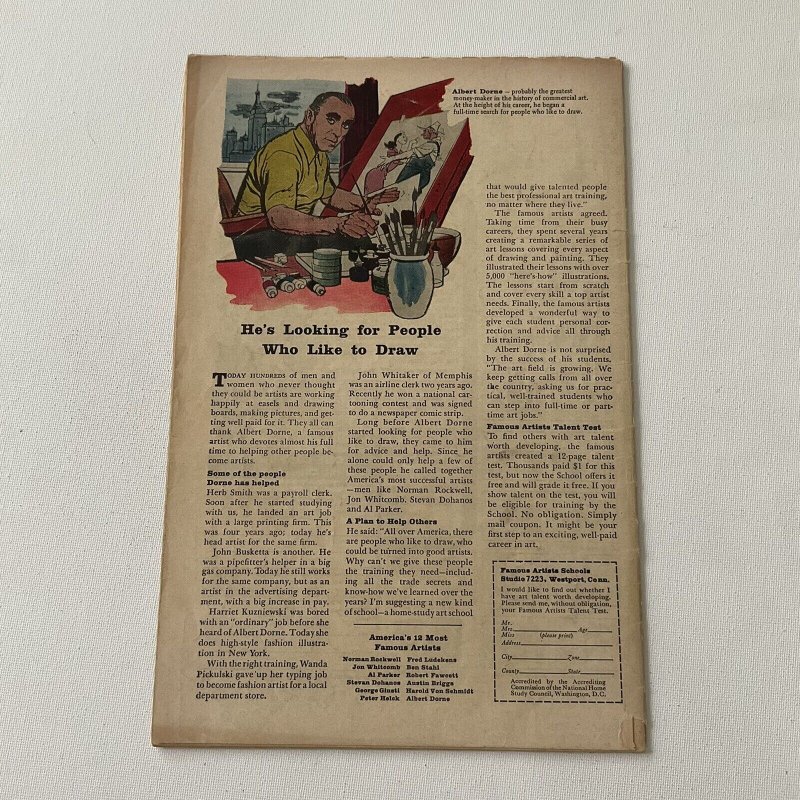 Albert Dorne – probably the greatest
money-maker in the history of commercial art.
At the height of his career, he began a
full-time search for people who like to draw.
He's Looking for People
Who Like to Draw
TODAY HUNDREDS of men and
women who never thought
they could be artists are working
happily at easels and drawing
boards, making pictures, and get-
ting well paid for it. They all can
thank Albert Dorne, a famous
artist who devotes almost his full
time to helping other people be-
come artists.
Some of the people
Dorne has helped
Herb Smith was a payroll clerk.
Soon after he started studying
with us, he landed an art job
with a large printing firm. This
was four years ago; today he's
head artist for the same firm.
John Busketta is another. He
was a pipefitter's helper in a big
gas company. Today he still works
for the same company, but as an
artist in the advertising depart-
ment, with a big increase in pay.
Harriet Kuzniewski was bored
with an "ordinary" job before she
heard of Albert Dorne. Today she
does high-style fashion illustra-
tion in New York.
With the right training, Wanda
Pickulski gave up her typing job
to become fashion artist for a local
department store.
John Whitaker of Memphis
was an airline clerk two years ago.
Recently he won a national car-
tooning contest and was signed
to do a newspaper comic strip.
Long before Albert Dorne
started looking for people who
like to draw, they came to him
for advice and help. Since he
alone could only help a few of
these people he called together
America's most successful artists
—men like Norman Rockwell,
Jon Whitcomb, Stevan Dohanos
and Al Parker.
A Plan to Help Others
He said: "All over America, there
are people who like to draw, who
could be turned into good artists.
Why can't we give these people
the training they need—includ-
ing all the trade secrets and
know-how we've learned over the
years? I'm suggesting a new kind
of school—a home-study art school
America's 12 Most
Famous Artists
Norman Rockwell Fred Ludekens
Jon Whitcomb Ben Stahl
Al Parker Robert Fawcett
Stevan Dohanos Austin Briggs
George Giusti Harold Von Schmidt
Peter Helck Albert Dorne
that would give talented people
the best professional art training,
no matter where they live."
The famous artists agreed.
Taking time from their busy
careers, they spent several years
creating a remarkable series of
art lessons covering every aspect
of drawing and painting. They
illustrated their lessons with over
5,000 "here's-how" illustrations.
The lessons start from scratch
and cover every skill a top artist
needs. Finally, the famous artists
developed a wonderful way to
give each student personal cor-
rection and advice all through
his training.
Albert Dorne is not surprised
by the success of his students.
"The art field is growing. We
keep getting calls from all over
the country, asking us for prac-
tical, well-trained students who
can step into full-time or part-
time art jobs."
Famous Artists Talent Test
To find others with art talent
worth developing, the famous
artists created a 12-page talent
test. Thousands paid $1 for this
test, but now the School offers it
free and will grade it free. If you
show talent on the test, you will
be eligible for training by the
School. No obligation. Simply
mail coupon. It might be your
first step to an exciting, well-paid
career in art.
Famous Artists Schools
Studio 7223, Westport, Conn.
I would like to find out whether I
have art talent worth developing.
Please send me, without obligation,
your Famous Artists Talent Test.
Mr.
Mrs. Age
Miss (please print)
Address
City Zone
County State
Accredited by the Accrediting
Commission of the National Home
Study Council, Washington, D.C.